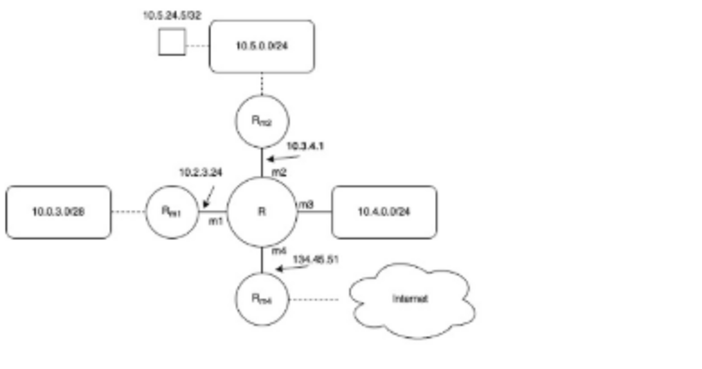 10.5.24.5/32
10.5.0.0/24
Rm2
10.3.4.1
m2
10.2.3.24
10.0.3.0/28
Rm1
m1
R
m3
10.4.0.0/24
m4
134.45.51
Rm4
Internet